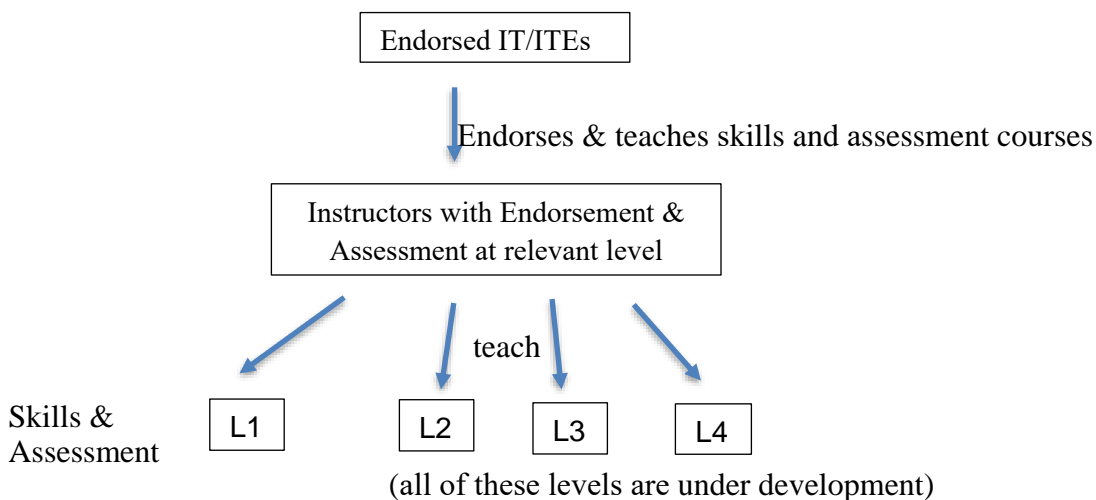 Endorsed IT/ITEs
Endorses & teaches skills and assessment courses
Instructors with Endorsement &
Assessment at relevant level
teach
Skills &
Assessment
L1
L2
L3
L4
(all of these levels are under development)